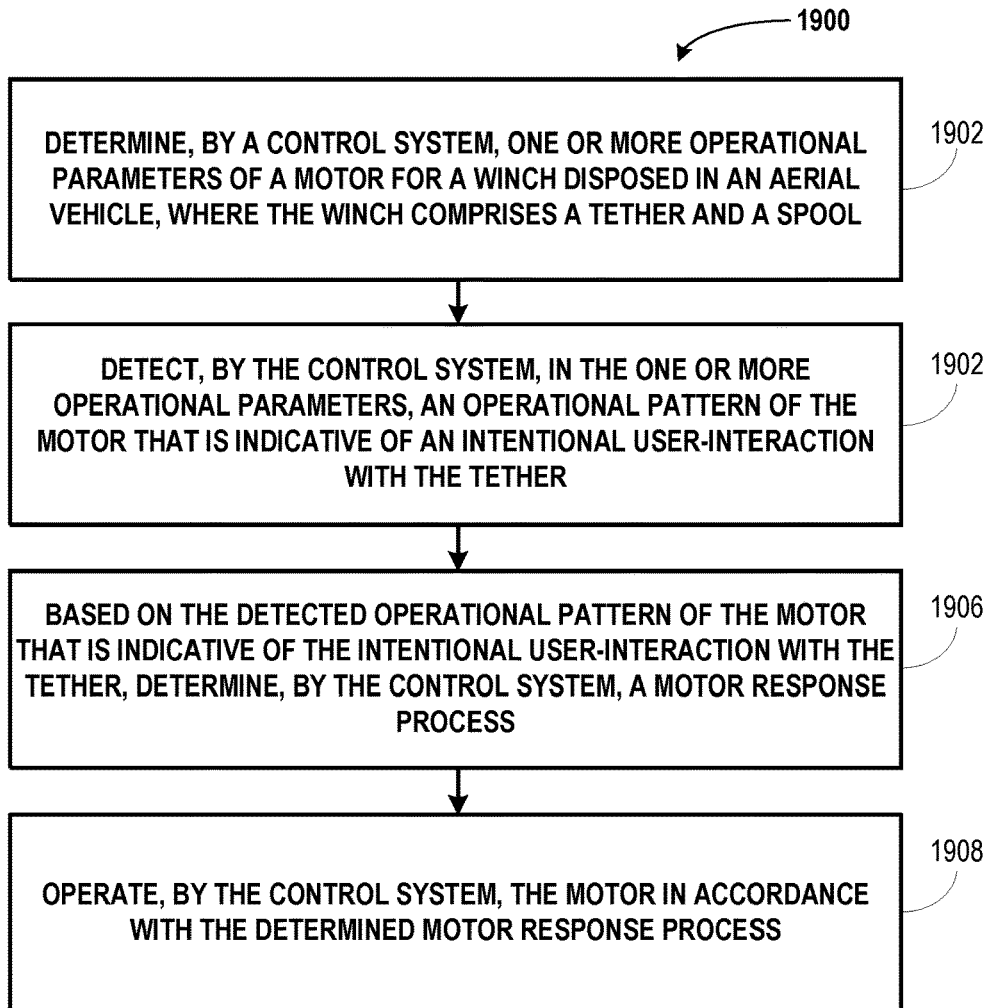 1900
DETERMINE, BY A CONTROL SYSTEM, ONE OR MORE OPERATIONAL
PARAMETERS OF A MOTOR FOR A WINCH DISPOSED IN AN AERIAL
VEHICLE, WHERE THE WINCH COMPRISES A TETHER AND A SPOOL
1902
DETECT, BY THE CONTROL SYSTEM, IN THE ONE OR MORE
OPERATIONAL PARAMETERS, AN OPERATIONAL PATTERN OF THE
MOTOR THAT IS INDICATIVE OF AN INTENTIONAL USER-INTERACTION
WITH THE TETHER
1902
BASED ON THE DETECTED OPERATIONAL PATTERN OF THE MOTOR
THAT IS INDICATIVE OF THE INTENTIONAL USER-INTERACTION WITH THE
TETHER, DETERMINE, BY THE CONTROL SYSTEM, A MOTOR RESPONSE
PROCESS
1906
OPERATE, BY THE CONTROL SYSTEM, THE MOTOR IN ACCORDANCE
WITH THE DETERMINED MOTOR RESPONSE PROCESS
1908